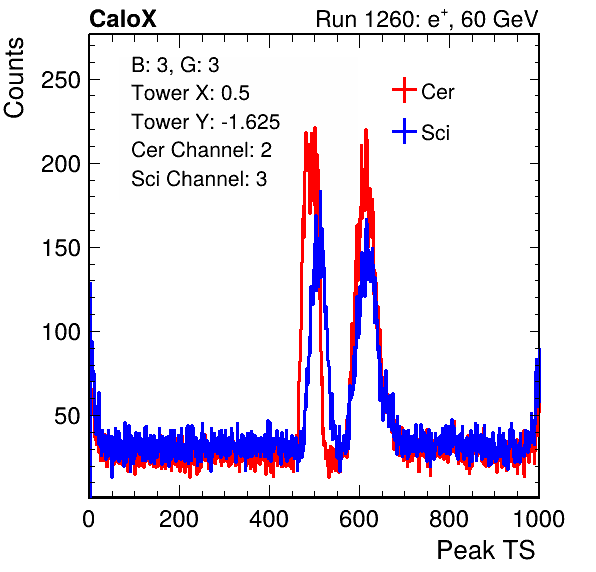 CaloX
Run 1260: e+, 60 GeV
Counts
B: 3, G: 3
Tower X: 0.5
Tower Y: -1.625
Cer Channel: 2
Sci Channel: 3
Cer
Sci
250
200
150
100
50
0 200 400 600 800 1000
Peak TS